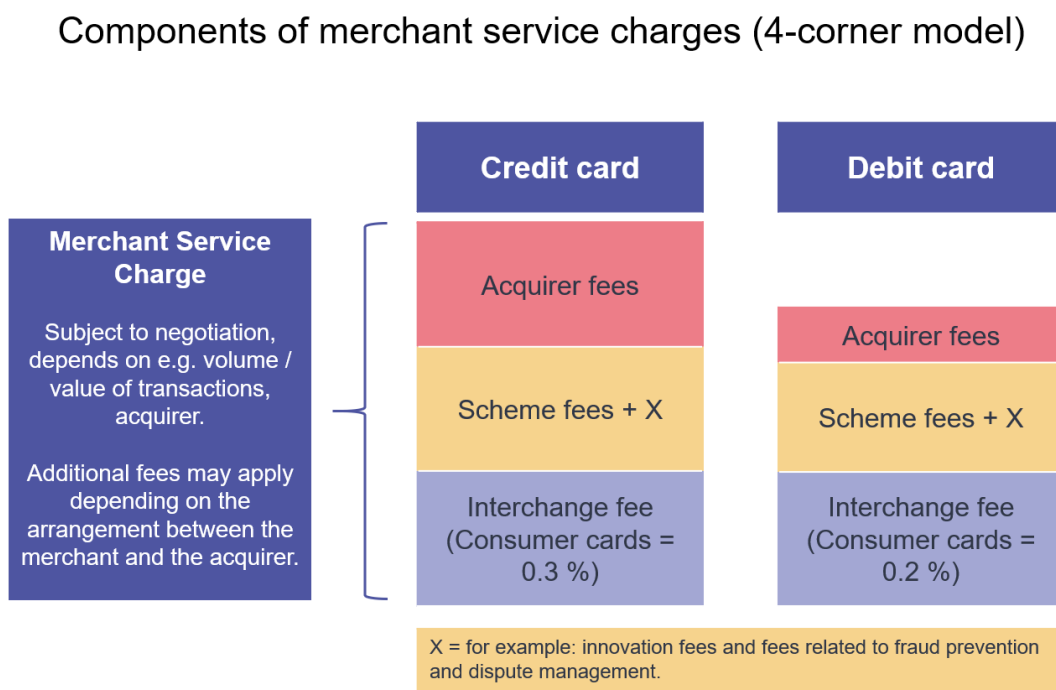 Components of merchant service charges (4-corner model)
Credit card
Debit card
Merchant Service
Charge
Subject to negotiation,
depends on e.g. volume /
value of transactions,
acquirer.
Additional fees may apply
depending on the
arrangement between the
merchant and the acquirer.
Acquirer fees
Scheme fees + X
Interchange fee
(Consumer cards =
0.3 %)
Acquirer fees
Scheme fees + X
Interchange fee
(Consumer cards =
0.2 %)
X = for example: innovation fees and fees related to fraud prevention
and dispute management.